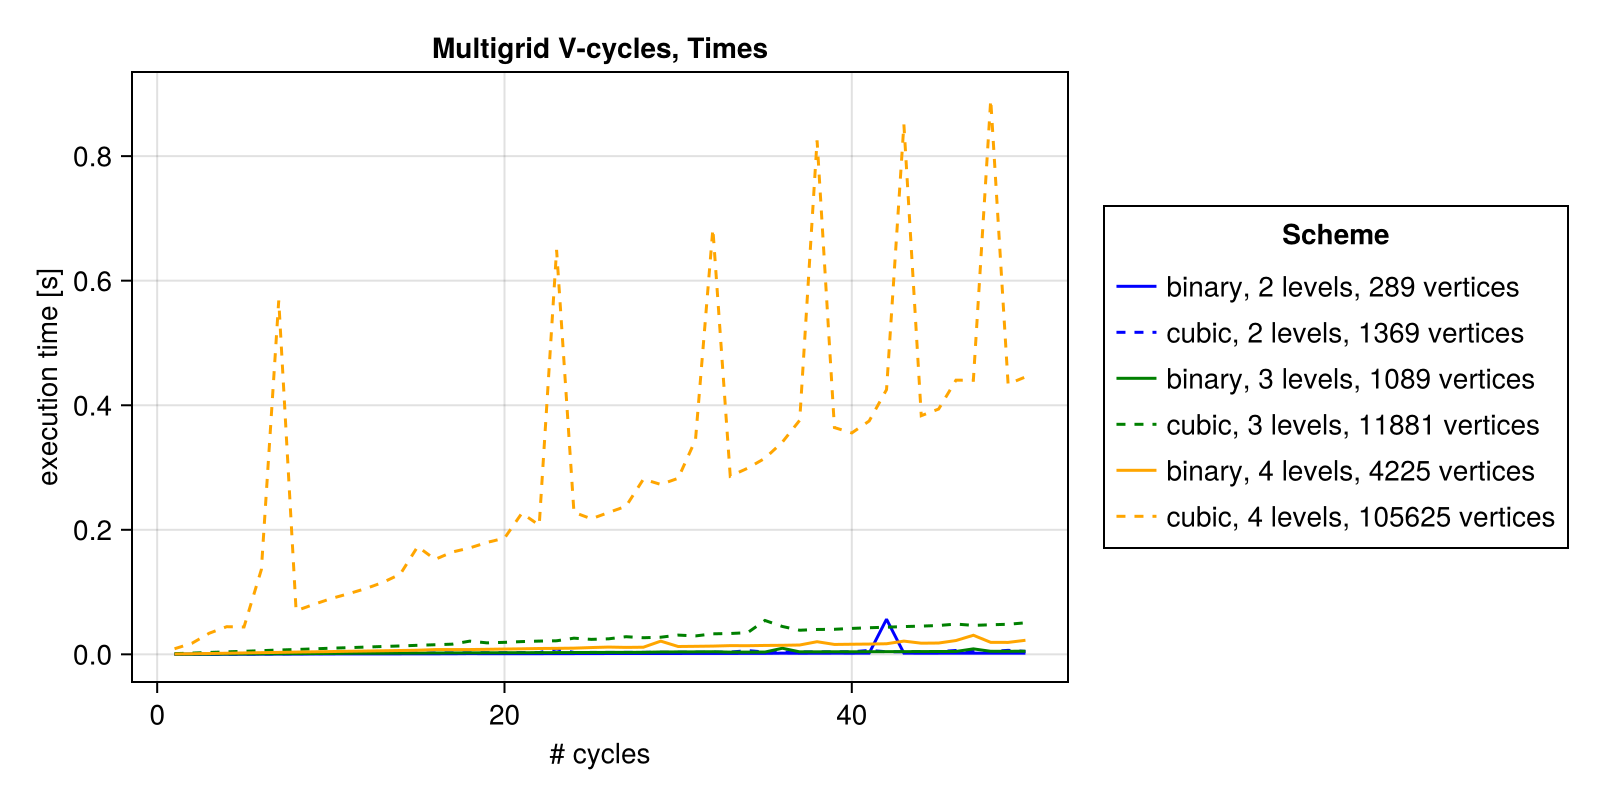 Multigrid V-cycles, Times
execution time [s]
0.8
0.6
0.4
0.2
0.0
0
20
40
# cycles
Scheme
binary, 2 levels, 289 vertices
cubic, 2 levels, 1369 vertices
binary, 3 levels, 1089 vertices
cubic, 3 levels, 11881 vertices
binary, 4 levels, 4225 vertices
cubic, 4 levels, 105625 vertices